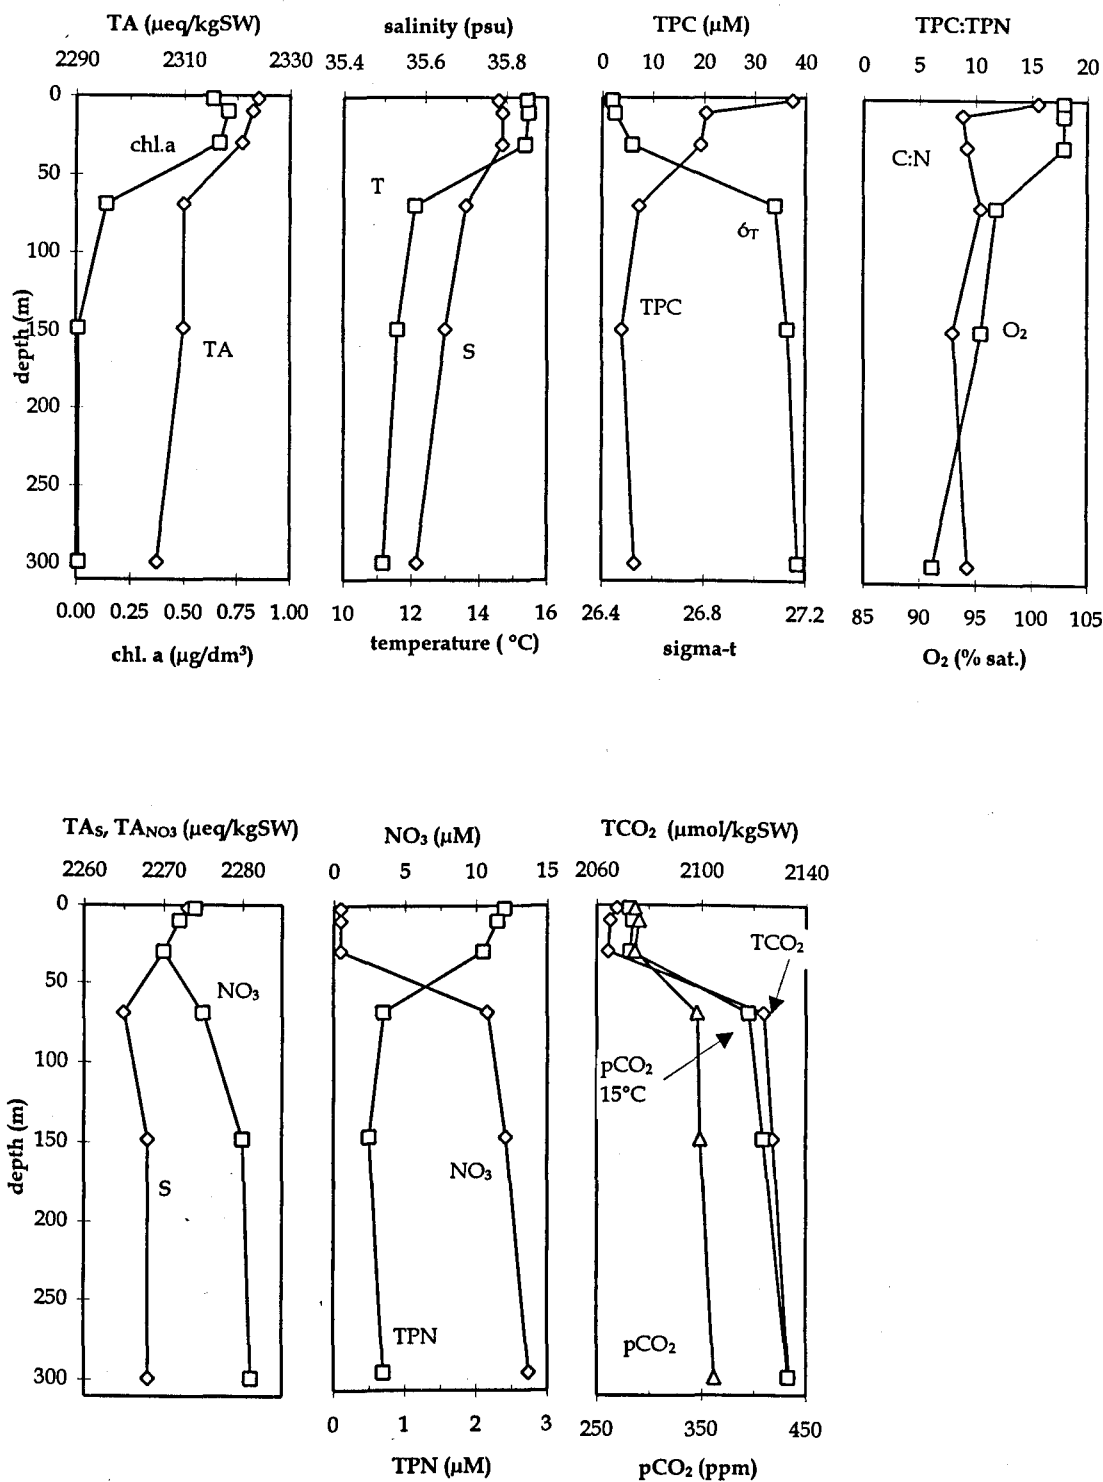 TA (µeq/kgSW) salinity (psu) TPC (µM) TPC:TPN
2290 2310 2330 35.4 35.6 35.8 0 10 20 30 40 0 5 10 15 20
0
50
100
150
200
250
300
depth (m)
chl.a
TA
T
S
6T
TPC
C:N
O₂
0.00 0.25 0.50 0.75 1.00 10 12 14 16 26.4 26.8 27.2 85 90 95 100 105
chl. a (µg/dm³) temperature ( °C) sigma-t O₂ (% sat.)
TAS, TANO3 (µeq/kgSW) NO₃ (µM) TCO₂ (µmol/kgSW)
2260 2270 2280 0 5 10 15 2060 2100 2140
0
50
100
150
200
250
300
depth (m)
NO₃
S
NO₃
TPN
TCO₂
pCO₂
15°C
pCO₂
0 1 2 3 250 350 450
TPN (µM) pCO₂ (ppm)